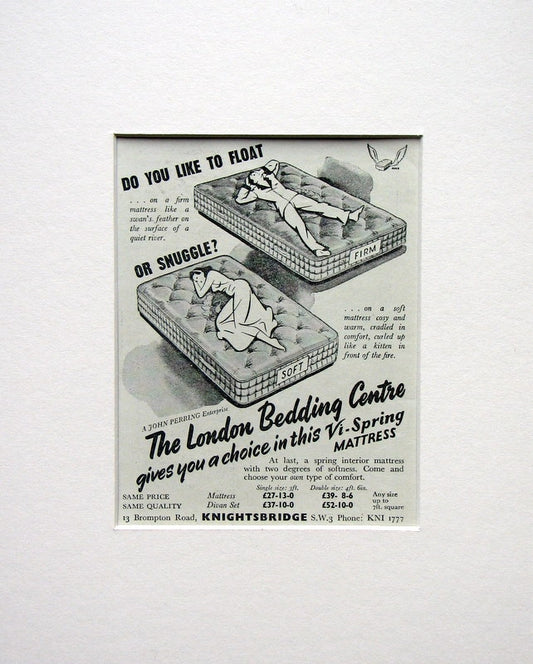 DO YOU LIKE TO FLOAT
. . . on a firm
mattress like a
swan's feather on
the surface of a
quiet river.
FIRM
OR SNUGGLE?
. . . on a soft
mattress cosy and
warm, cradled in
comfort, curled up
like a kitten in
front of the fire.
SOFT
A JOHN PERRING Enterprise
The London Bedding Centre
gives you a choice in this Vi-Spring
MATTRESS
At last, a spring interior mattress
with two degrees of softness. Come and
choose your own type of comfort.
Single size: 3ft. Double size: 4ft. 6in.
SAME PRICE Mattress £27-13-0 £39- 8-6 Any size
up to
SAME QUALITY Divan Set £37-10-0 £52-10-0 7ft. square
13 Brompton Road, KNIGHTSBRIDGE S.W.3 Phone: KNI 1777